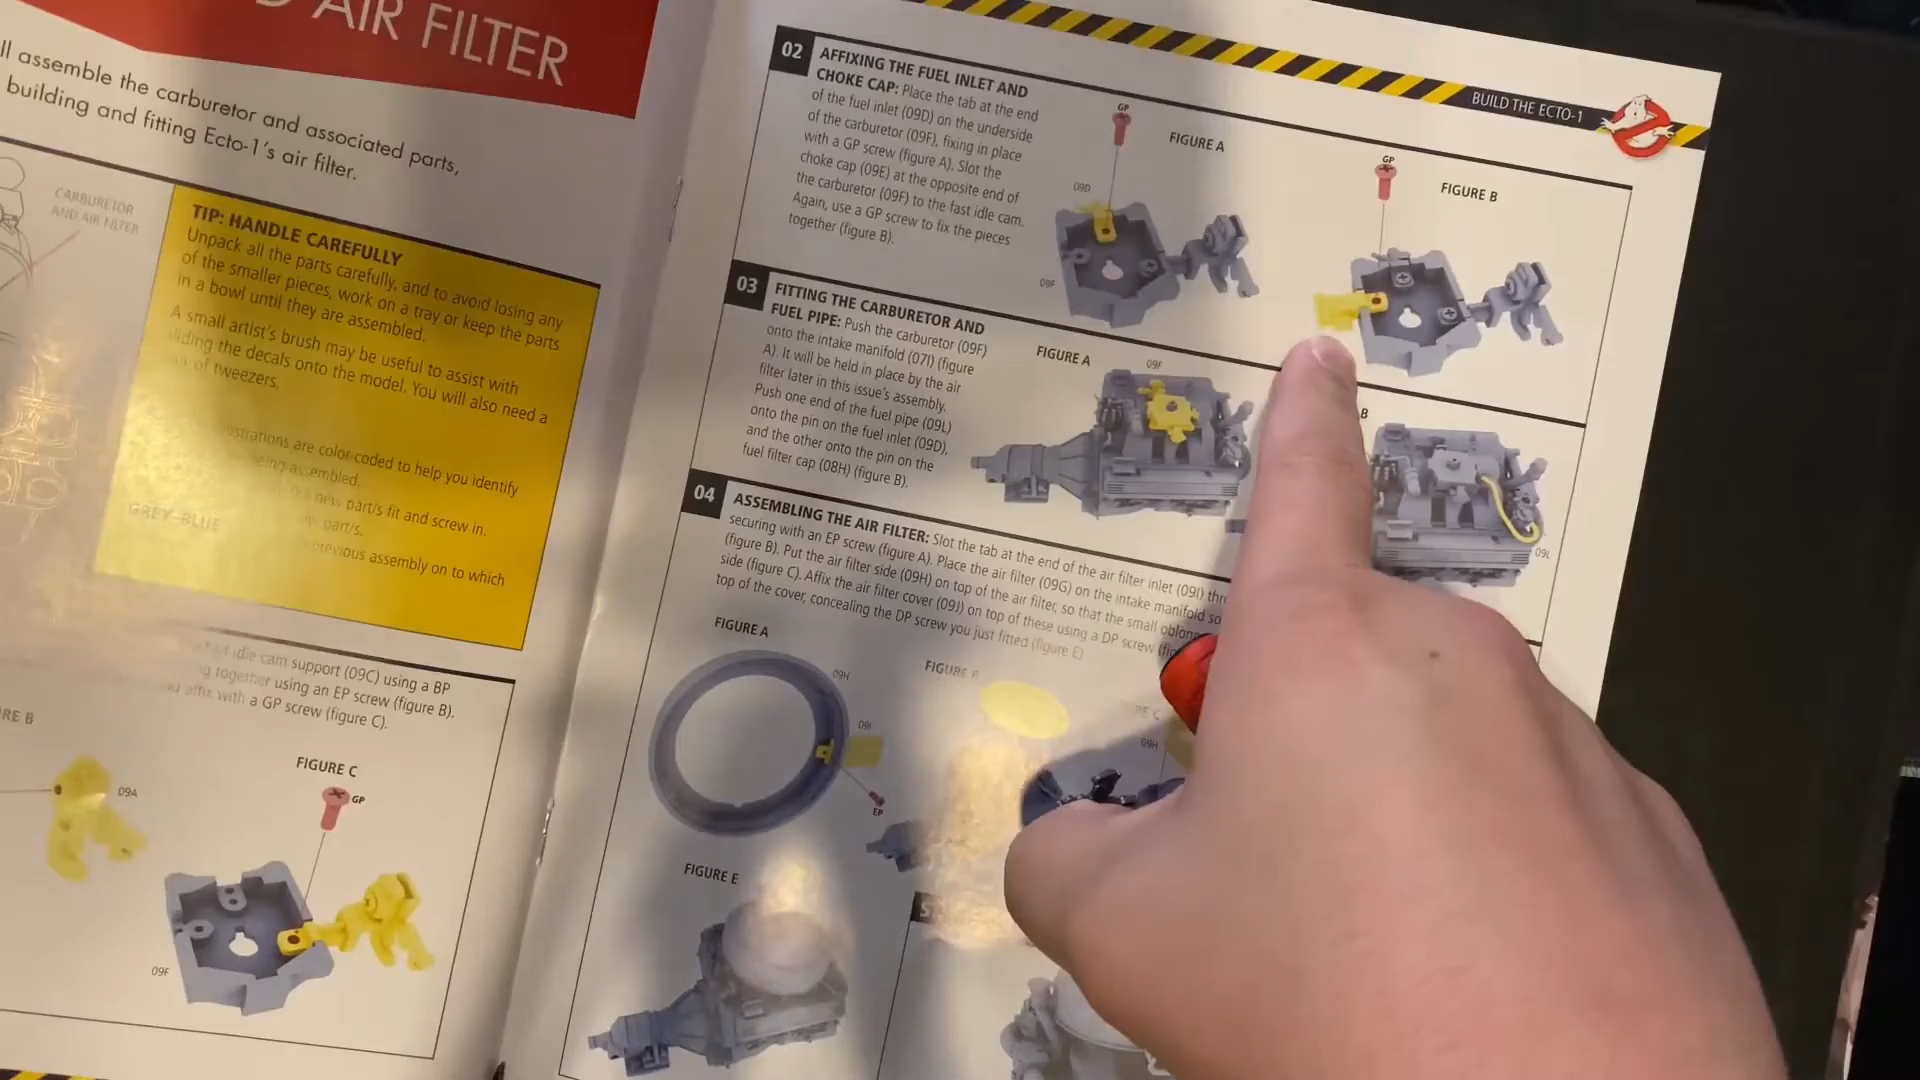 D AIR FILTER
ll assemble the carburetor and associated parts,
building and fitting Ecto-1's air filter.
CARBURETOR
AND AIR FILTER
TIP: HANDLE CAREFULLY
Unpack all the parts carefully, and to avoid losing any
of the smaller pieces, work on a tray or keep the parts
in a bowl until they are assembled.
A small artist's brush may be useful to assist with
iding the decals onto the model. You will also need a
of tweezers.
ustrations are color-coded to help you identify
being assembled.
new part/s fit and screw in.
GREY-BLUE
part/s.
previous assembly on to which
idle cam support (09C) using a BP
together using an EP screw (figure B).
affix with a GP screw (figure C).
RE B
09A
FIGURE C
GP
09F
BUILD THE ECTO-1
02 AFFIXING THE FUEL INLET AND
CHOKE CAP: Place the tab at the end
of the fuel inlet (09D) on the underside
of the carburetor (09F), fixing in place
with a GP screw (figure A). Slot the
choke cap (09E) at the opposite end of
the carburetor (09F) to the fast idle cam.
Again, use a GP screw to fix the pieces
together (figure B).
GP
FIGURE A
09D
09F
GP
FIGURE B
03 FITTING THE CARBURETOR AND
FUEL PIPE: Push the carburetor (09F)
onto the intake manifold (07I) (figure
A). It will be held in place by the air
filter later in this issue's assembly.
Push one end of the fuel pipe (09L)
onto the pin on the fuel inlet (09D),
and the other onto the pin on the
fuel filter cap (08H) (figure B).
FIGURE A
09F
B
09L
04 ASSEMBLING THE AIR FILTER: Slot the tab at the end of the air filter inlet (09I) thr
securing with an EP screw (figure A). Place the air filter (09G) on the intake manifold so
(figure B). Put the air filter side (09H) on top of the air filter, so that the small oblong
side (figure C). Affix the air filter cover (09J) on top of these using a DP screw (fig
top of the cover, concealing the DP screw you just fitted (figure E)
FIGURE A
09H
09I
EP
FIGURE B
09H
FIGURE E